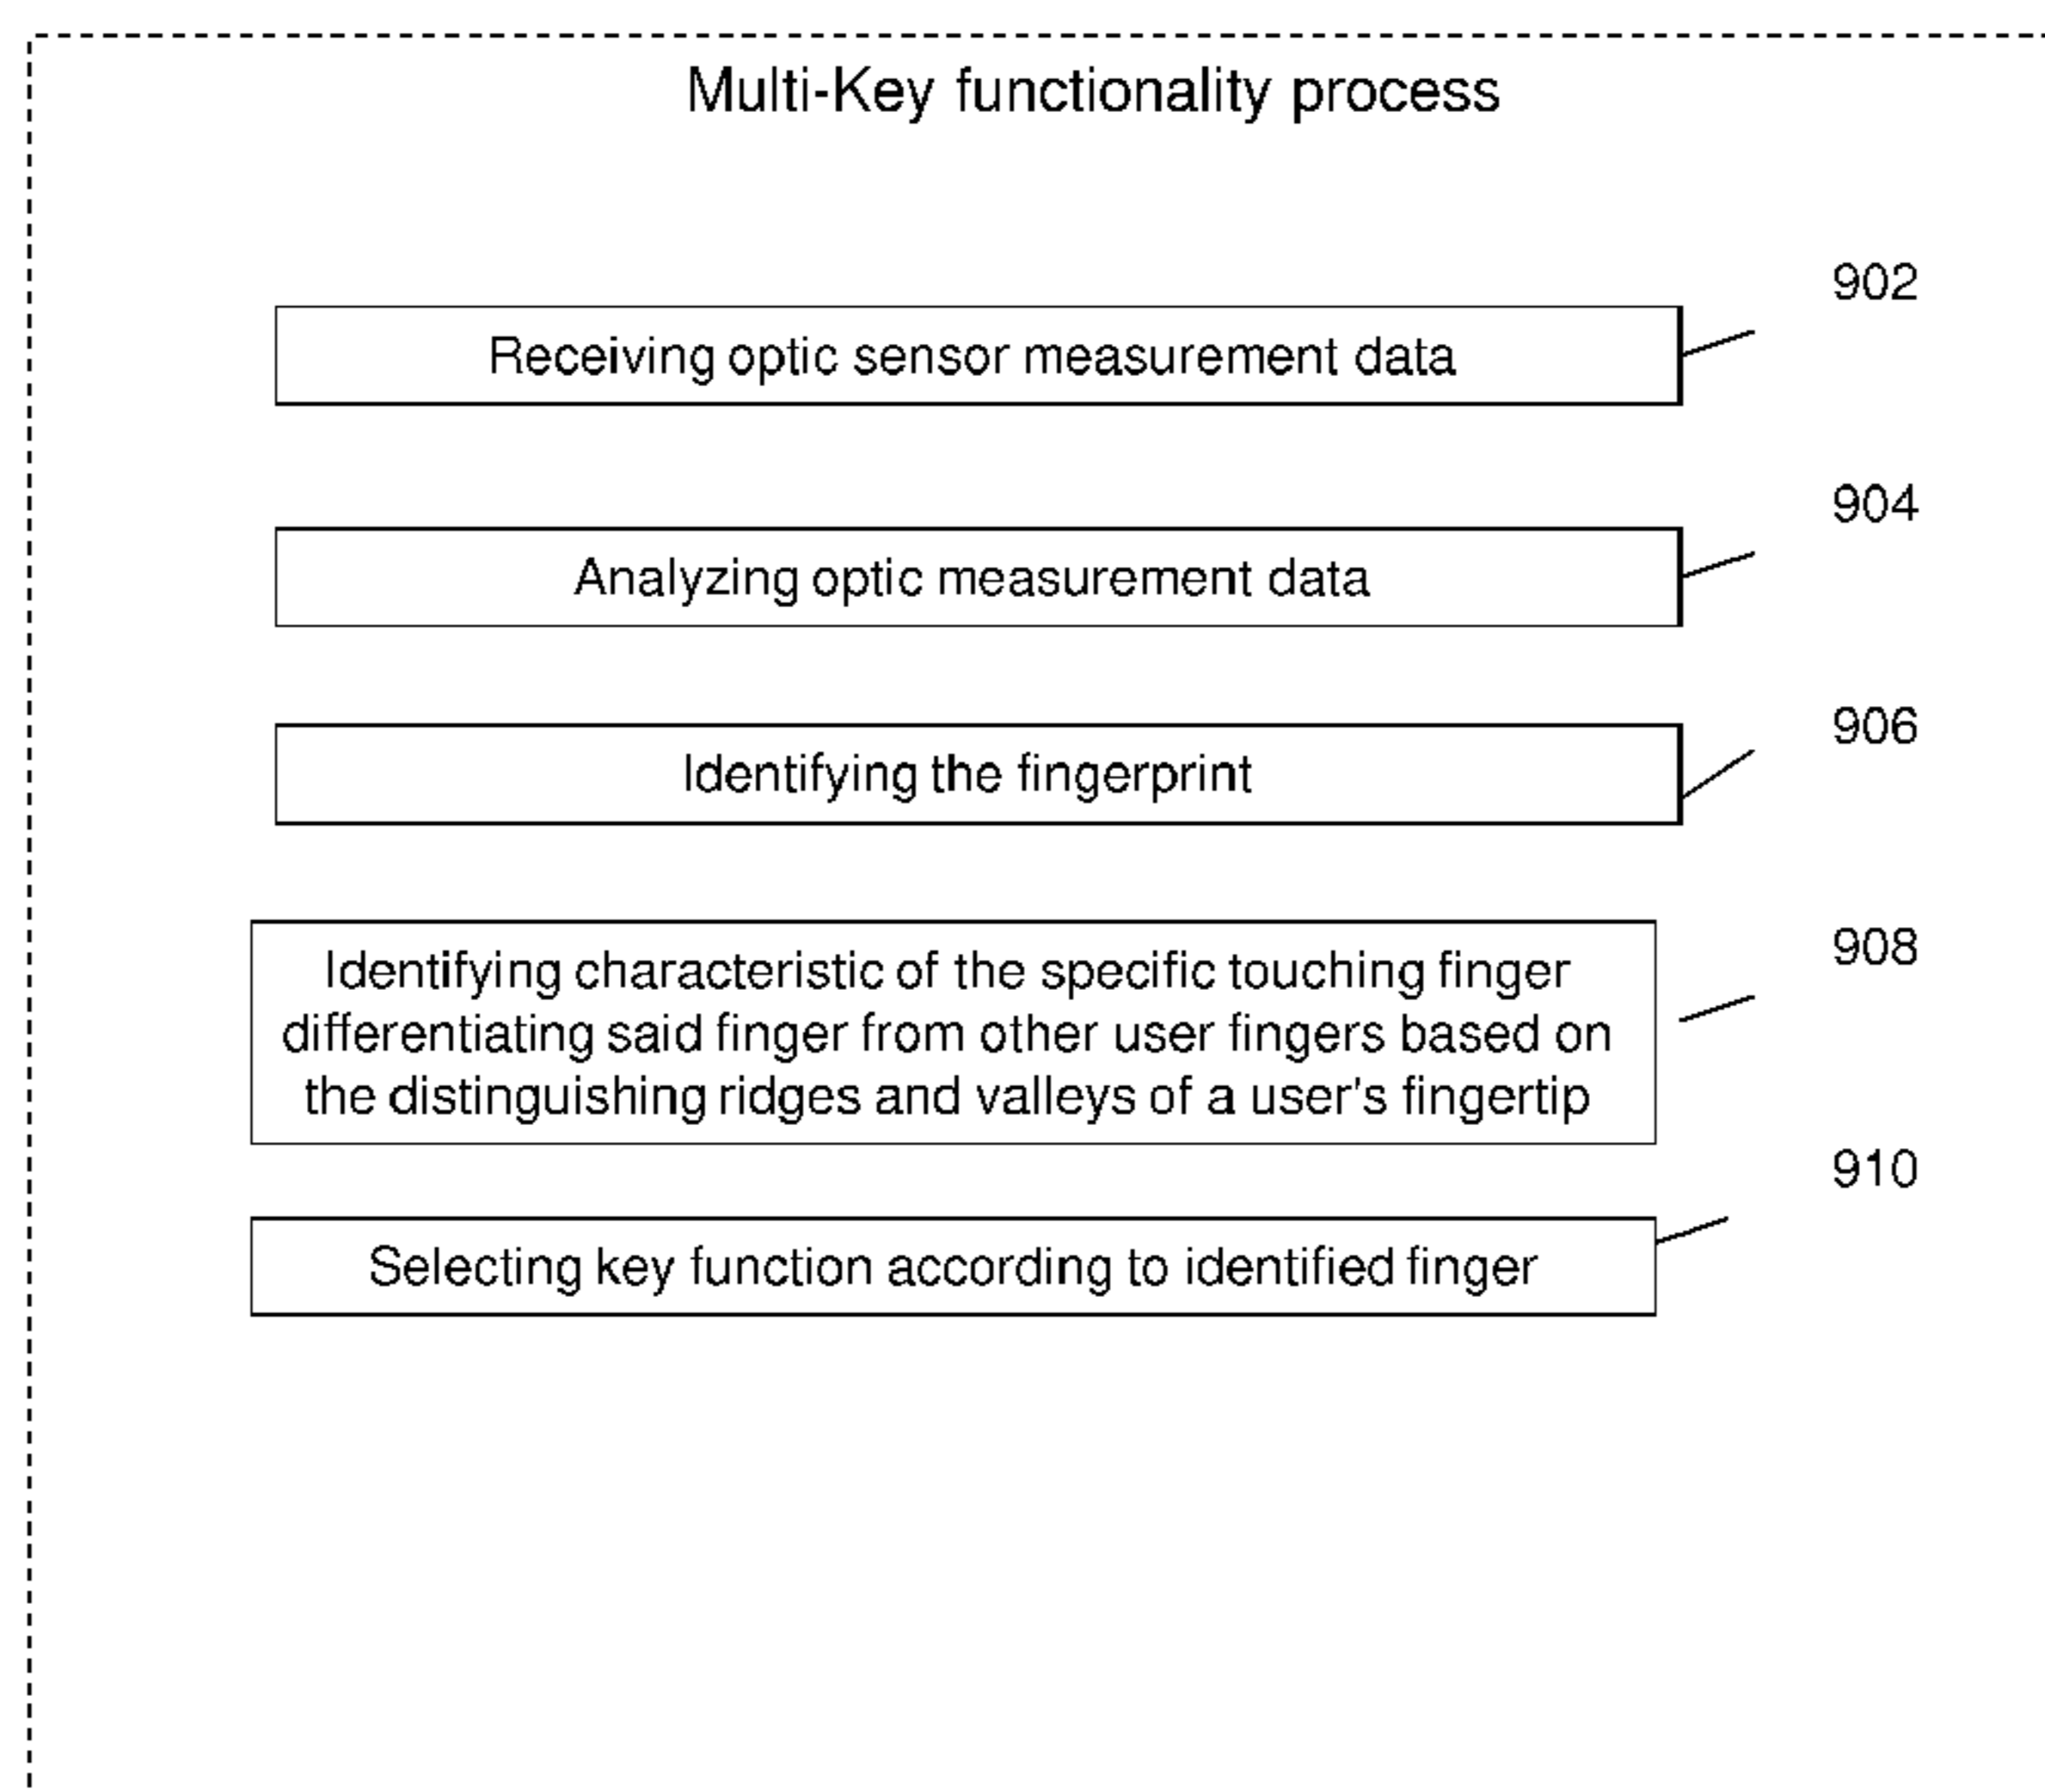 Multi-Key functionality process
902
Receiving optic sensor measurement data
904
Analyzing optic measurement data
906
Identifying the fingerprint
908
Identifying characteristic of the specific touching finger
differentiating said finger from other user fingers based on
the distinguishing ridges and valleys of a user's fingertip
910
Selecting key function according to identified finger